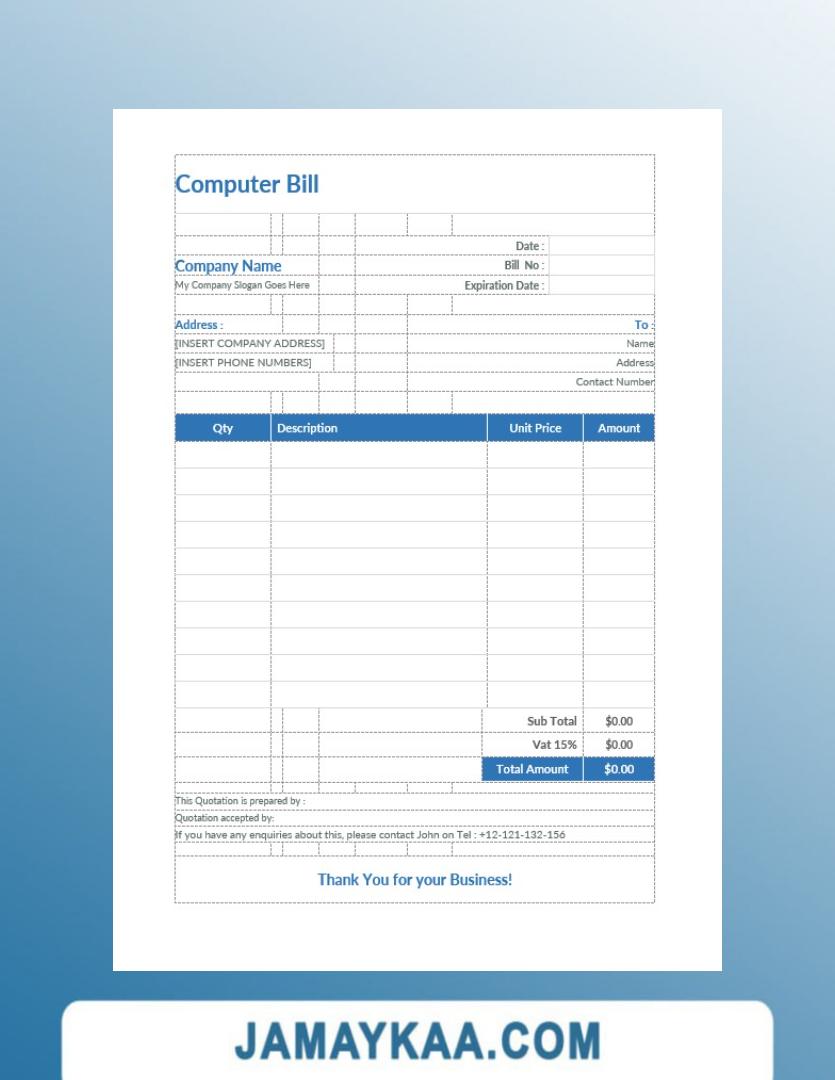 Computer Bill
Date :
Company Name
Bill No :
My Company Slogan Goes Here
Expiration Date :
Address :
To :
[INSERT COMPANY ADDRESS]
Name
[INSERT PHONE NUMBERS]
Address
Contact Number
Qty Description Unit Price Amount
Sub Total $0.00
Vat 15% $0.00
Total Amount $0.00
This Quotation is prepared by :
Quotation accepted by:
If you have any enquiries about this, please contact John on Tel : +12-121-132-156
Thank You for your Business!
JAMAYKAA.COM